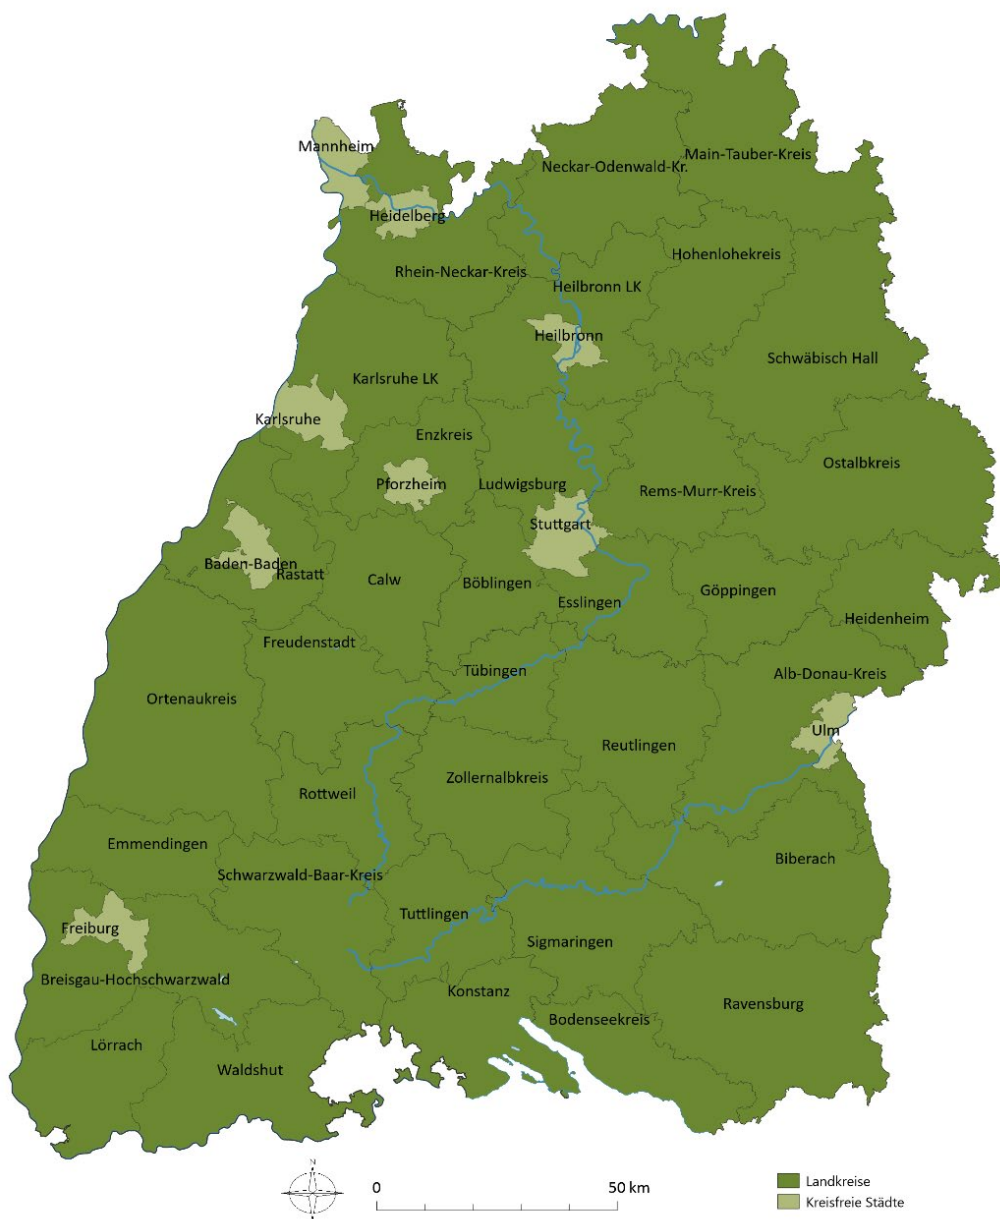 Mannheim
Neckar-Odenwald-Kr.
Main-Tauber-Kreis
Heidelberg
Rhein-Neckar-Kreis
Hohenlohekreis
Heilbronn LK
Heilbronn
Schwäbisch Hall
Karlsruhe LK
Karlsruhe
Enzkreis
Ostalbkreis
Pforzheim
Ludwigsburg
Rems-Murr-Kreis
Stuttgart
Baden-Baden
Rastatt
Calw
Böblingen
Esslingen
Göppingen
Heidenheim
Freudenstadt
Tübingen
Alb-Donau-Kreis
Ortenaukreis
Ulm
Reutlingen
Zollernalbkreis
Rottweil
Emmendingen
Biberach
Schwarzwald-Baar-Kreis
Tuttlingen
Freiburg
Sigmaringen
Breisgau-Hochschwarzwald
Konstanz
Ravensburg
Bodenseekreis
Lörrach
Waldshut
N
0 50 km
Landkreise
Kreisfreie Städte